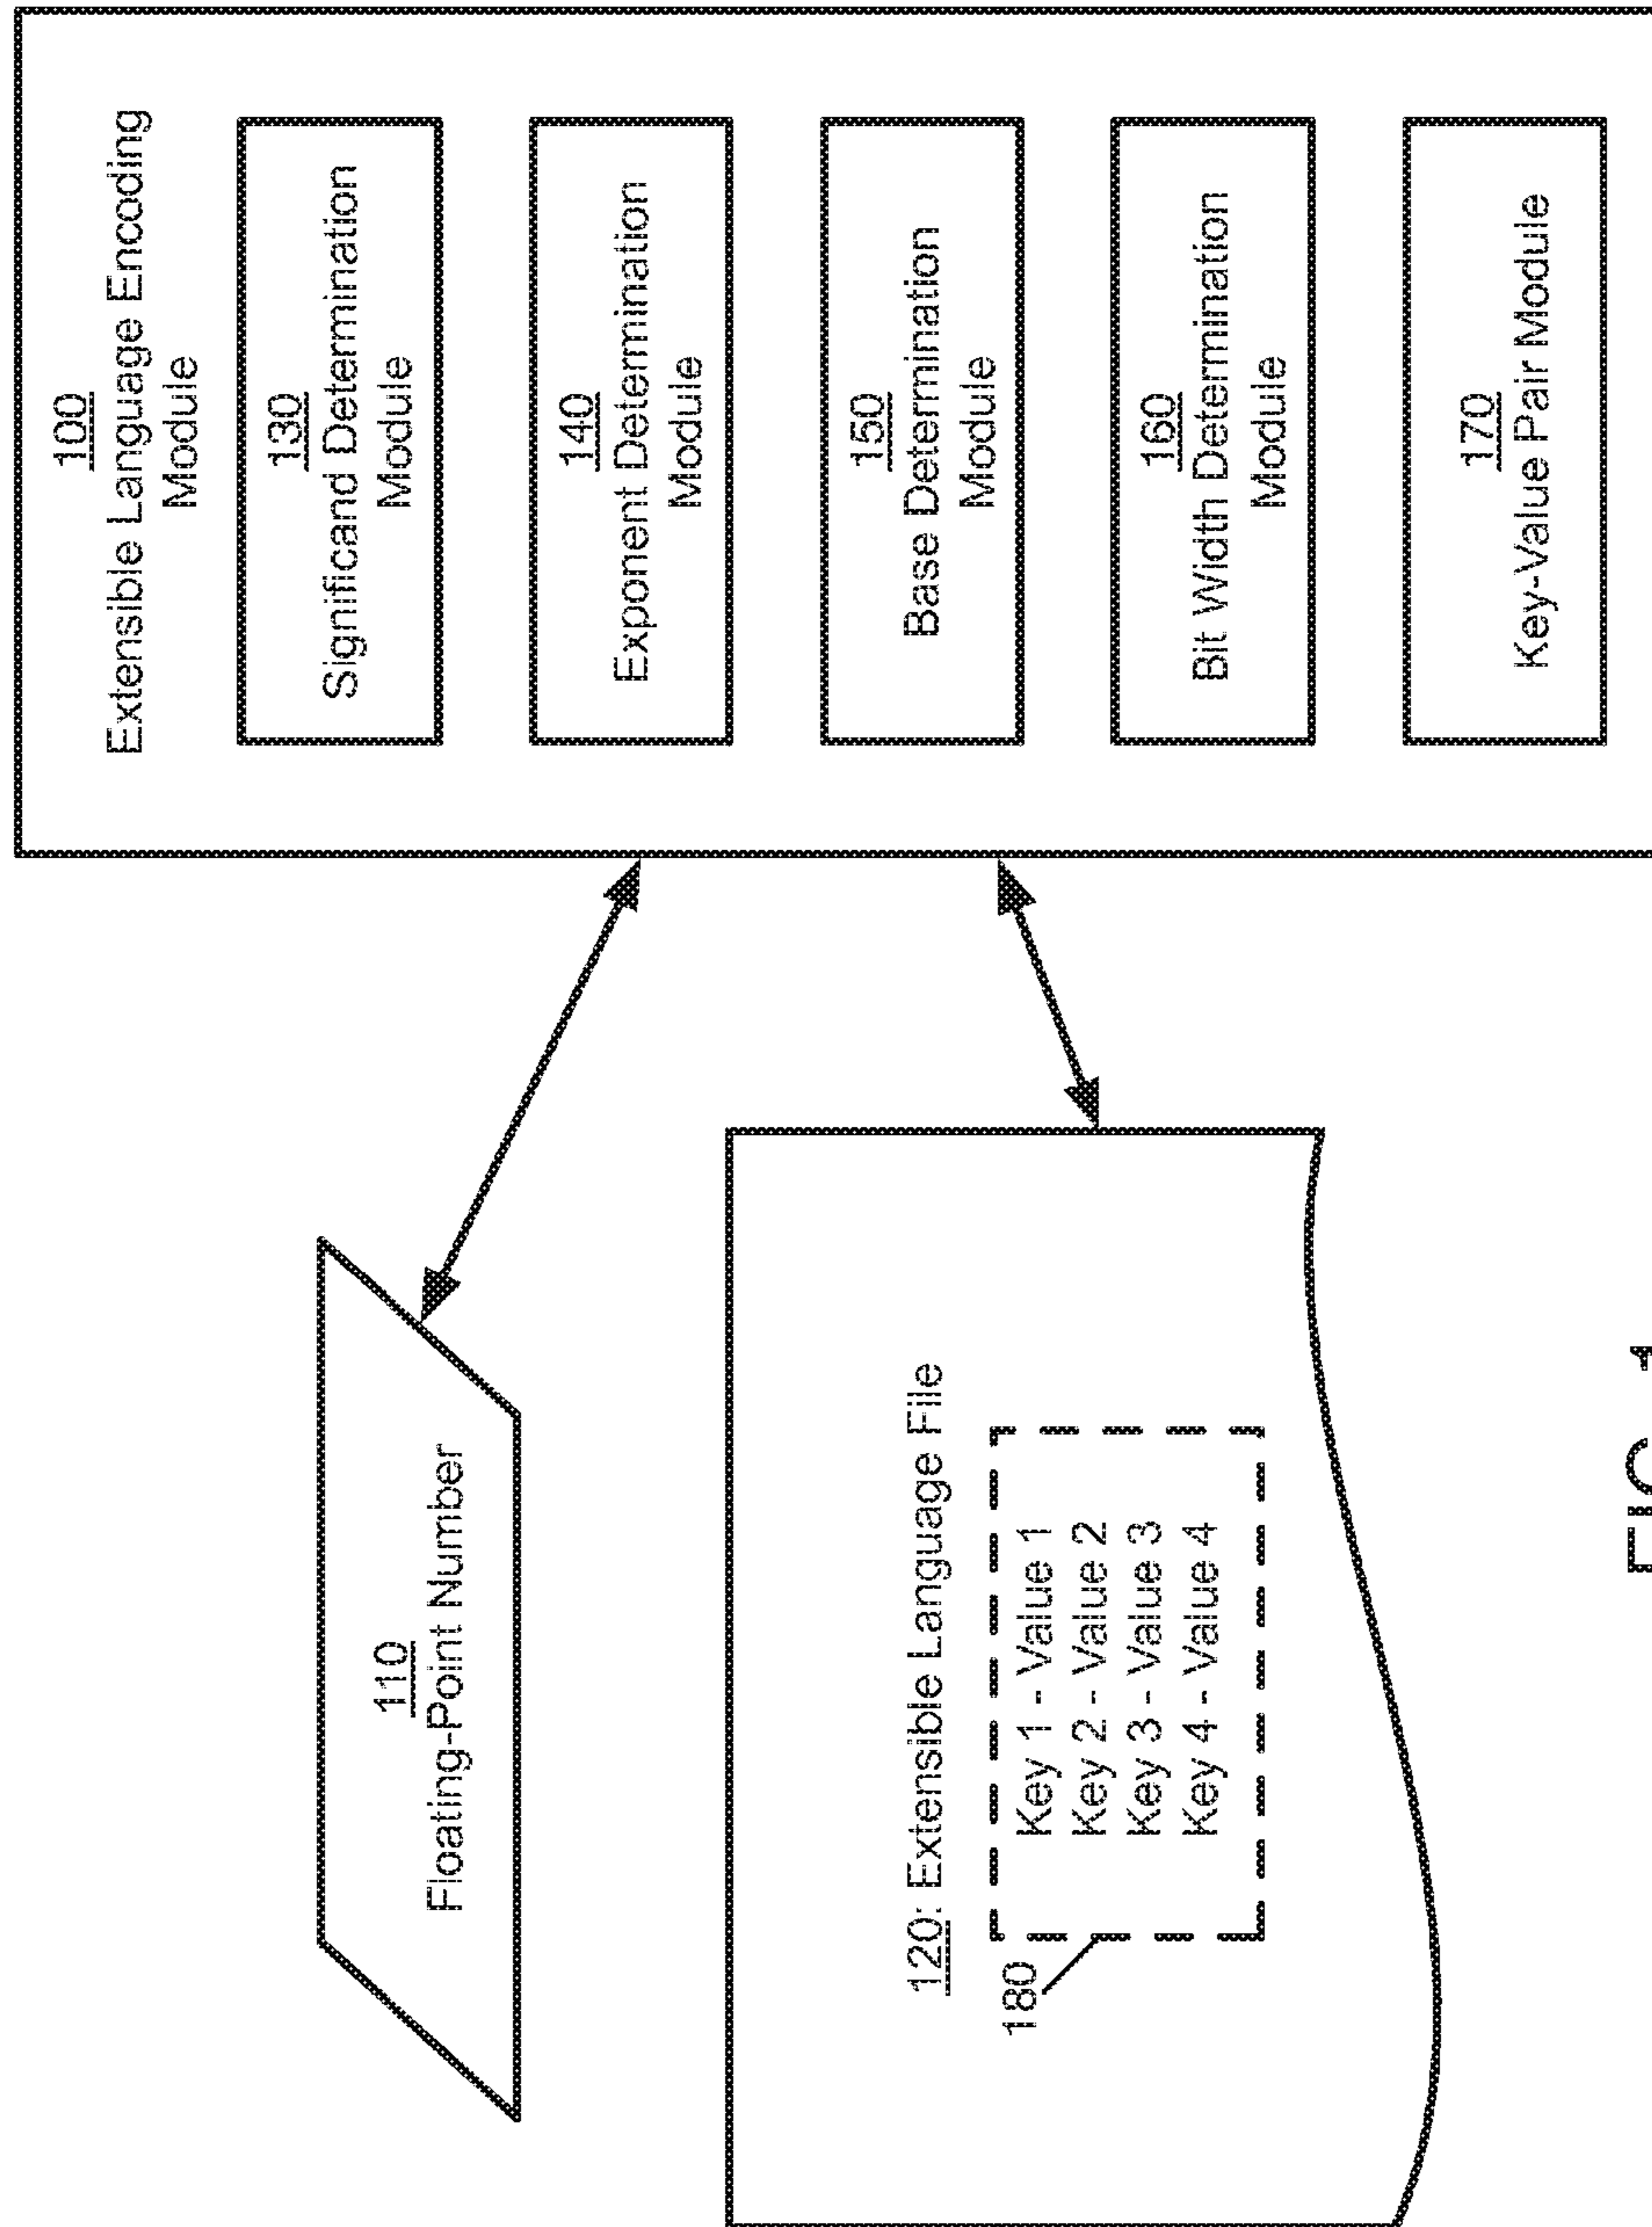 110
Floating-Point Number
120: Extensible Language File
180
Key 1 - Value 1
Key 2 - Value 2
Key 3 - Value 3
Key 4 - Value 4
100
Extensible Language Encoding
Module
130
Significand Determination
Module
140
Exponent Determination
Module
150
Base Determination
Module
160
Bit Width Determination
Module
170
Key-Value Pair Module